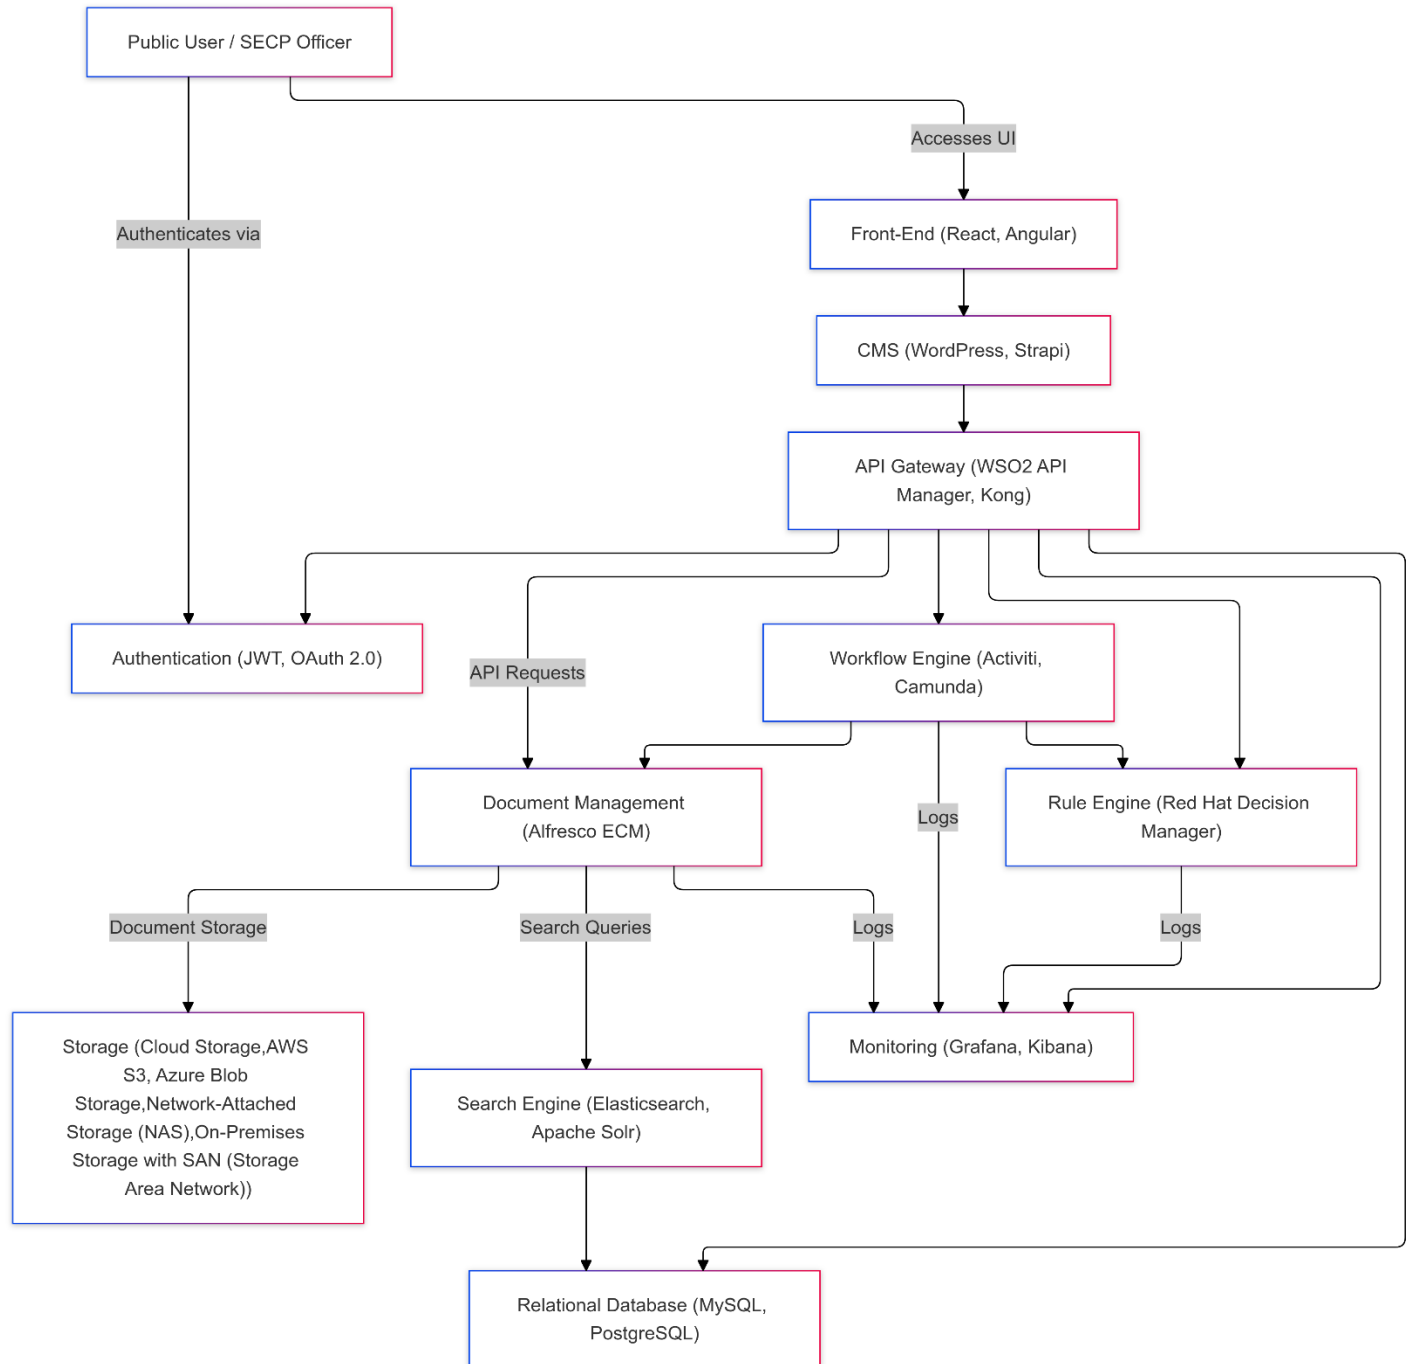 Public User / SECP Officer
Accesses UI
Authenticates via
Front-End (React, Angular)
CMS (WordPress, Strapi)
API Gateway (WSO2 API
Manager, Kong)
Authentication (JWT, OAuth 2.0)
API Requests
Workflow Engine (Activiti,
Camunda)
Document Management
(Alfresco ECM)
Logs
Rule Engine (Red Hat Decision
Manager)
Document Storage
Search Queries
Logs
Logs
Storage (Cloud Storage,AWS
S3, Azure Blob
Storage,Network-Attached
Storage (NAS),On-Premises
Storage with SAN (Storage
Area Network))
Monitoring (Grafana, Kibana)
Search Engine (Elasticsearch,
Apache Solr)
Relational Database (MySQL,
PostgreSQL)